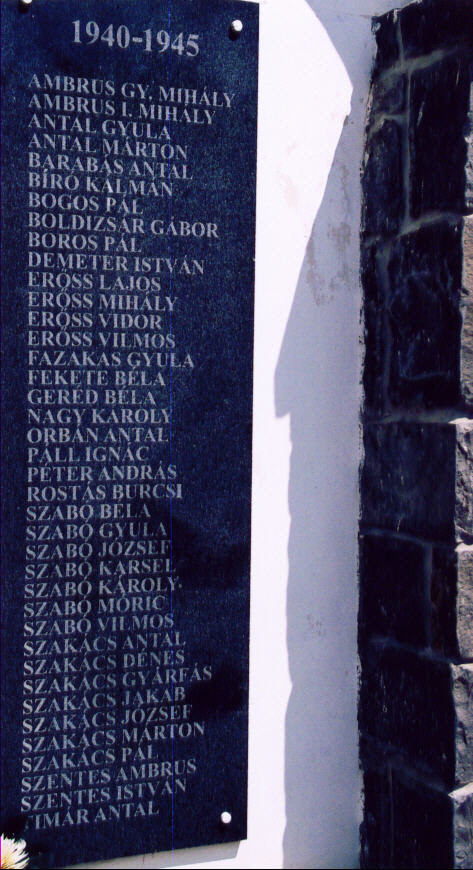 1940-1945
AMBRUS GY. MIHÁLY
AMBRUS I. MIHÁLY
ANTAL GYULA
ANTAL MÁRTON
BARABÁS ANTAL
BÍRÓ KÁLMÁN
BOGOS PÁL
BOLDIZSÁR GÁBOR
BOROS PÁL
DEMETER ISTVÁN
ERŐSS LAJOS
ERŐSS MIHÁLY
ERŐSS VIDOR
ERŐSS VILMOS
FAZAKAS GYULA
FEKETE BÉLA
GERÉD BÉLA
NAGY KÁROLY
ORBÁN ANTAL
PÁLL IGNÁC
PÉTER ANDRÁS
ROSTÁS BURCSI
SZABÓ BÉLA
SZABÓ GYULA
SZABÓ JÓZSEF
SZABÓ KARSEL
SZABÓ KÁROLY
SZABÓ MÓRIC
SZABÓ VILMOS
SZAKÁCS ANTAL
SZAKÁCS DÉNES
SZAKÁCS GYÁRFÁS
SZAKÁCS JAKAB
SZAKÁCS JÓZSEF
SZAKÁCS MÁRTON
SZAKÁCS PÁL
SZENTES AMBRUS
SZENTES ISTVÁN
TIMÁR ANTAL